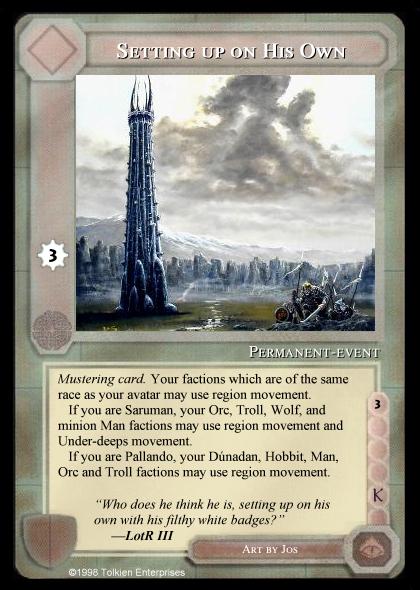 Setting up on His Own
3
Permanent-event
Mustering card. Your factions which are of the same
race as your avatar may use region movement.
If you are Saruman, your Orc, Troll, Wolf, and
minion Man factions may use region movement and
Under-deeps movement.
If you are Pallando, your Dúnadan, Hobbit, Man,
Orc and Troll factions may use region movement.
3
K
“Who does he think he is, setting up on his
own with his filthy white badges?”
—LotR III
Art by Jos
©1998 Tolkien Enterprises